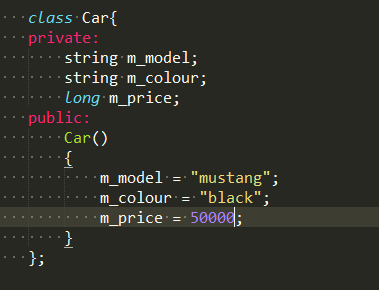 class Car{
private:
string m_model;
string m_colour;
long m_price;
public:
Car()
{
m_model = "mustang";
m_colour = "black";
m_price = 50000;
}
};